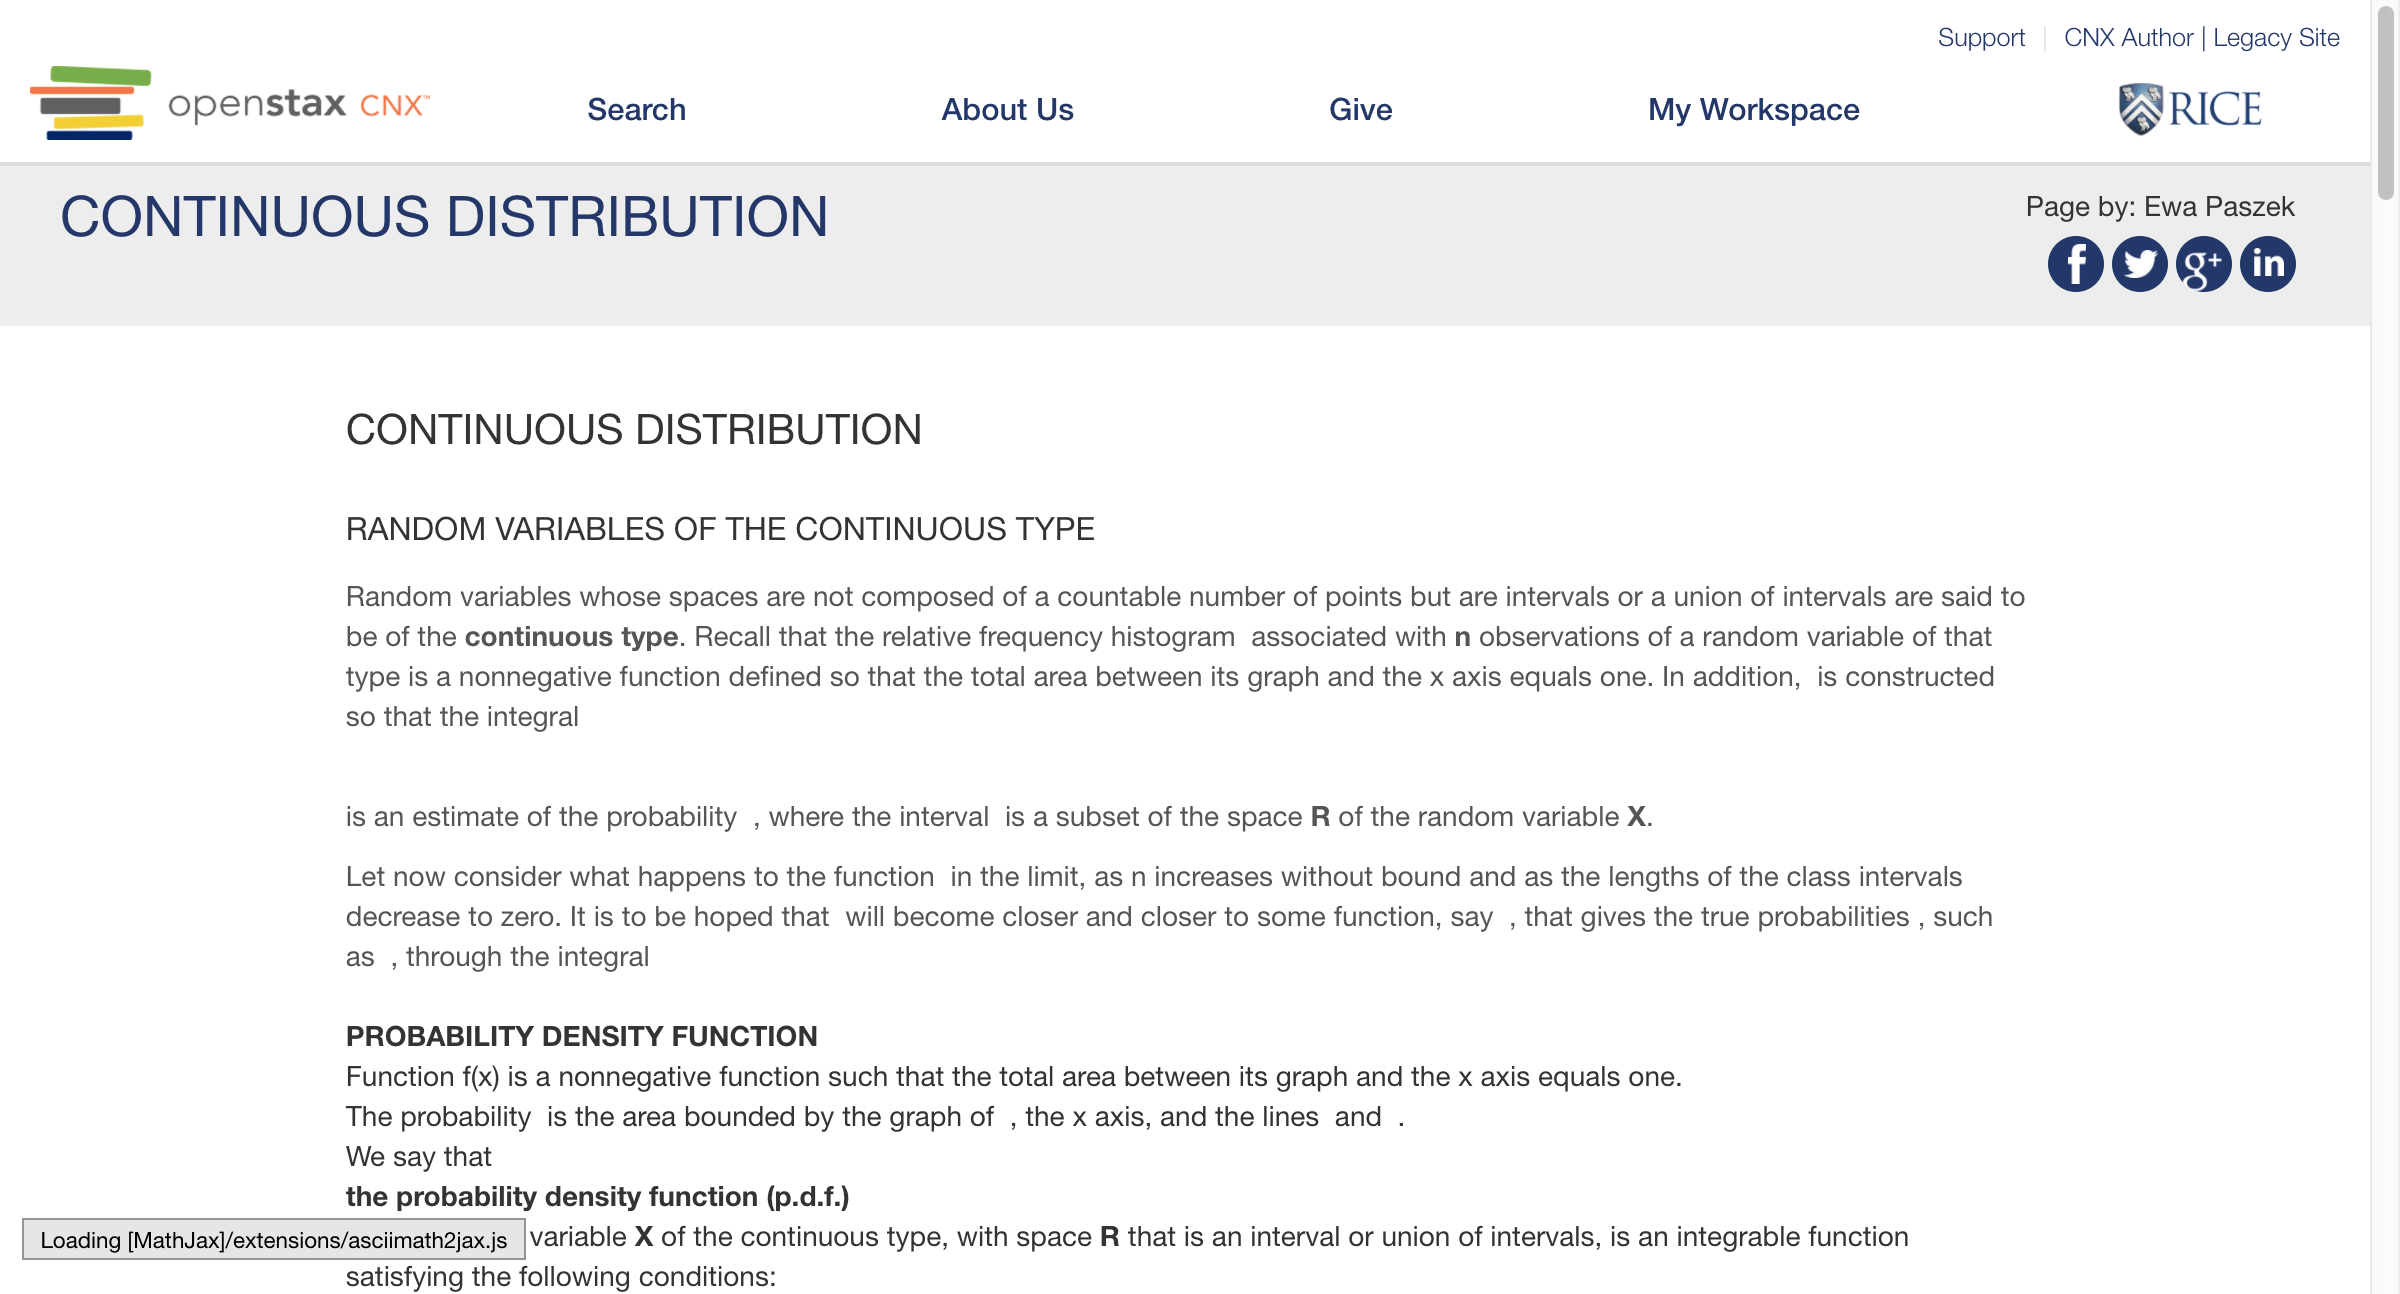 Support CNX Author | Legacy Site
openstax CNX™ Search About Us Give My Workspace RICE
CONTINUOUS DISTRIBUTION
Page by: Ewa Paszek
f g+ in
CONTINUOUS DISTRIBUTION
RANDOM VARIABLES OF THE CONTINUOUS TYPE
Random variables whose spaces are not composed of a countable number of points but are intervals or a union of intervals are said to
be of the continuous type. Recall that the relative frequency histogram associated with n observations of a random variable of that
type is a nonnegative function defined so that the total area between its graph and the x axis equals one. In addition, is constructed
so that the integral
is an estimate of the probability , where the interval is a subset of the space R of the random variable X.
Let now consider what happens to the function in the limit, as n increases without bound and as the lengths of the class intervals
decrease to zero. It is to be hoped that will become closer and closer to some function, say , that gives the true probabilities , such
as , through the integral
PROBABILITY DENSITY FUNCTION
Function f(x) is a nonnegative function such that the total area between its graph and the x axis equals one.
The probability is the area bounded by the graph of , the x axis, and the lines and .
We say that
the probability density function (p.d.f.)
Loading [MathJax]/extensions/asciimath2jax.js variable X of the continuous type, with space R that is an interval or union of intervals, is an integrable function
satisfying the following conditions: